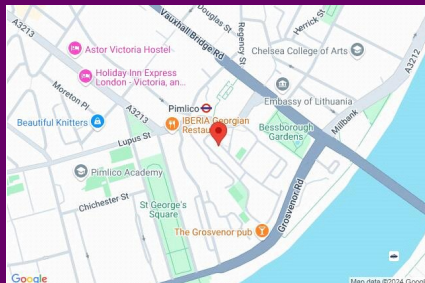 A3213
Douglas St
Herrick St
Vauxhall Bridge Rd
Regency St
Chelsea College of Arts
A3212
Astor Victoria Hostel
Holiday Inn Express
London - Victoria, an...
Embassy of Lithuania
Moreton Pl
A3213
Pimlico
Millbank
Beautiful Knitters
IBERIA Georgian
Restau
Bessborough
Gardens
Lupus St
Pimlico Academy
Grosvenor Rd
Chichester St
St George's
Square
The Grosvenor pub
Google
Map data ©2024 Google